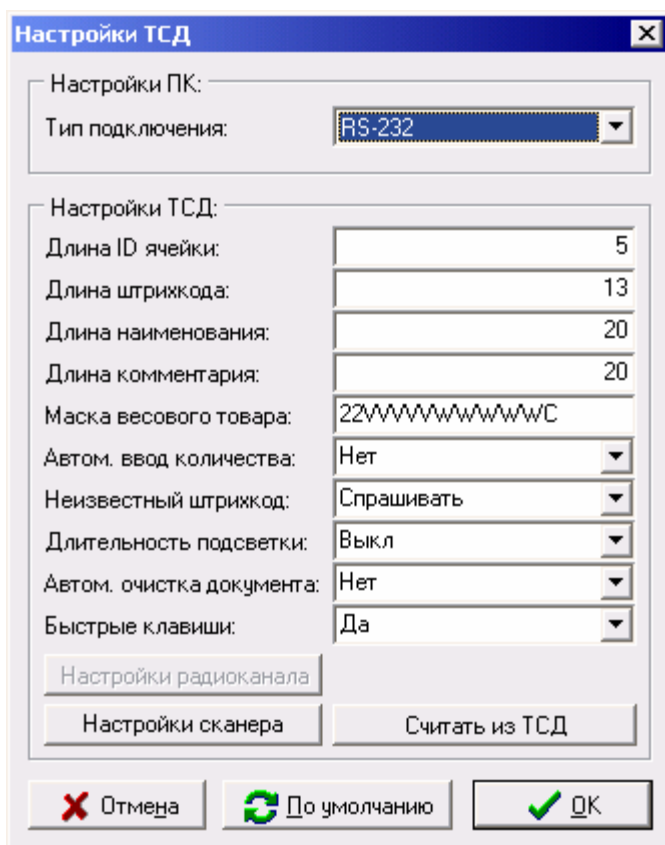 Настройки ТСД
Настройки ПК:
Тип подключения: RS-232
Настройки ТСД:
Длина ID ячейки: 5
Длина штрихкода: 13
Длина наименования: 20
Длина комментария: 20
Маска весового товара: 22VVVVVWWWWWC
Автом. ввод количества: Нет
Неизвестный штрихкод: Спрашивать
Длительность подсветки: Выкл
Автом. очистка документа: Нет
Быстрые клавиши: Да
Настройки радиоканала
Настройки сканера Считать из ТСД
Отмена По умолчанию OK